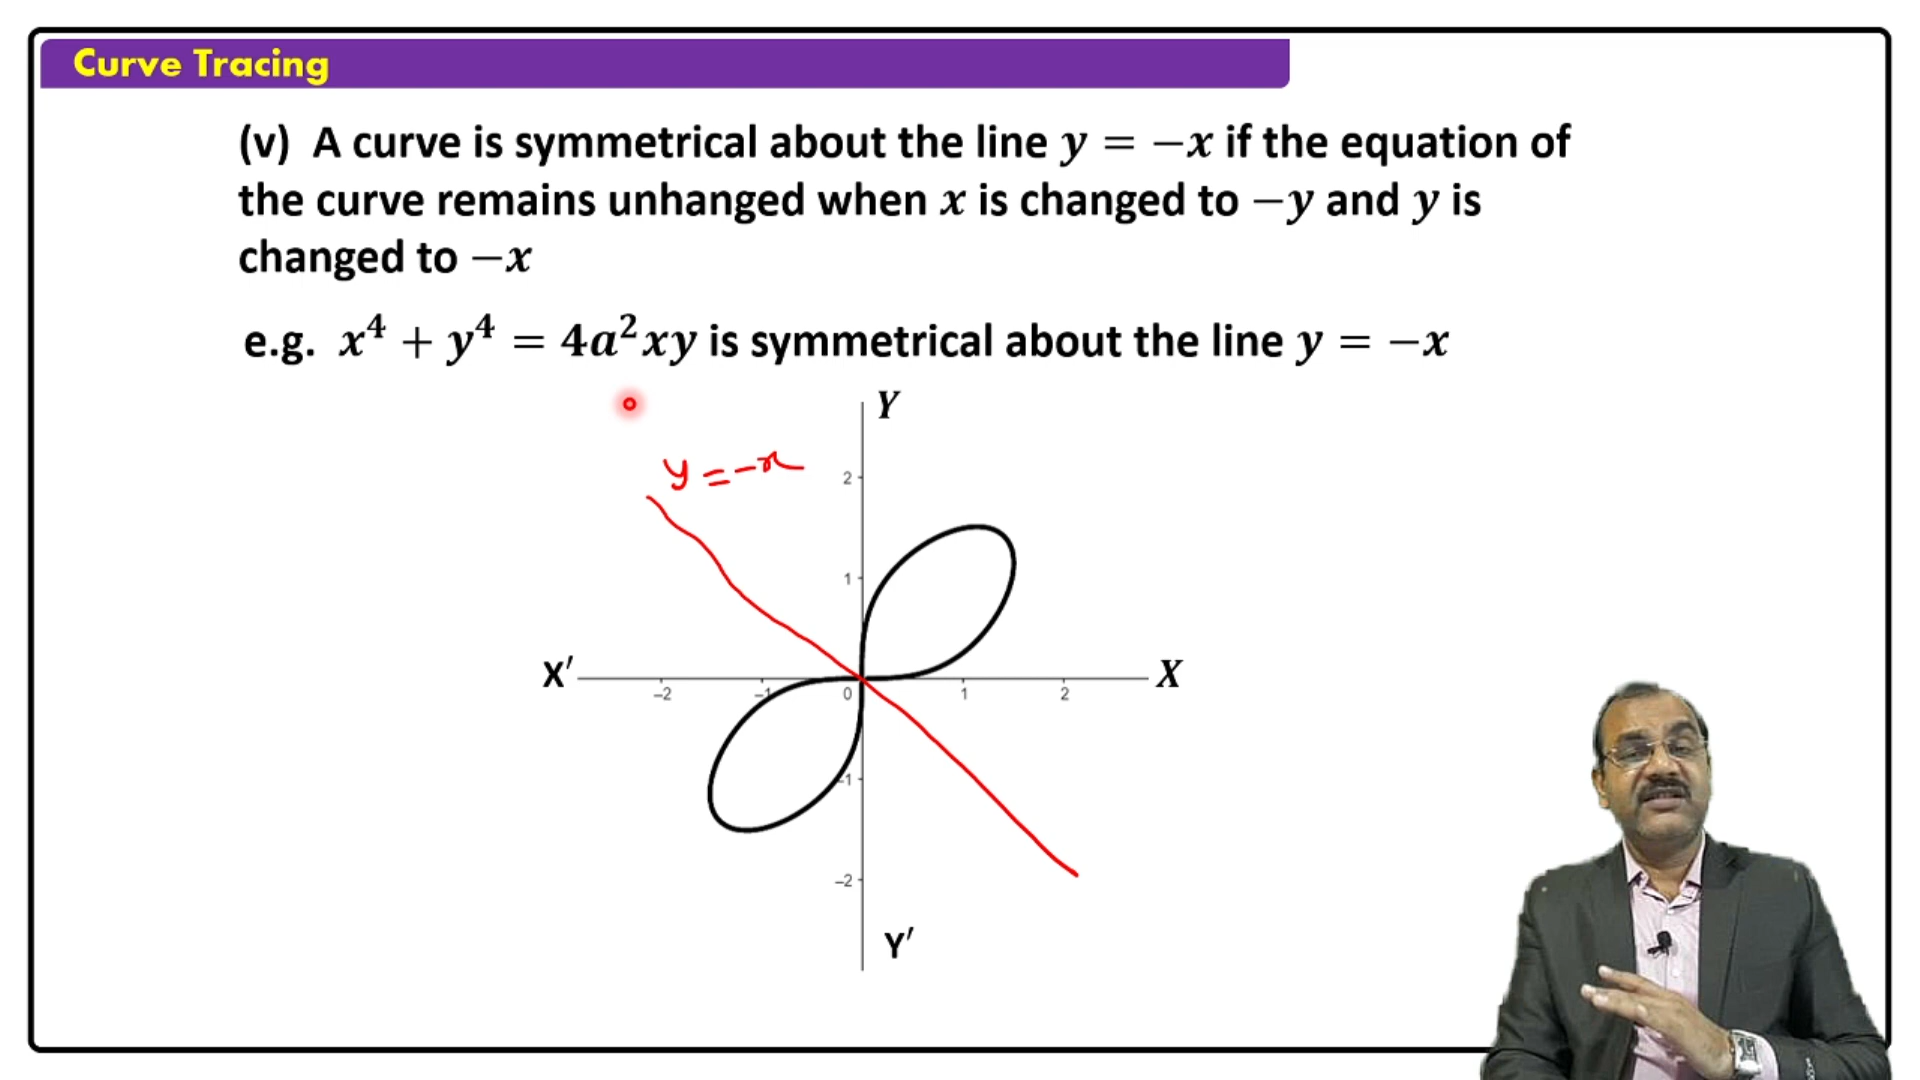 Curve Tracing
(v) A curve is symmetrical about the line y = −x if the equation of
the curve remains unhanged when x is changed to −y and y is
changed to −x
e.g. x⁴ + y⁴ = 4a²xy is symmetrical about the line y = −x
Y
y = −x
2
1
X′ −2 −1 0 1 2 X
−1
−2
Y′